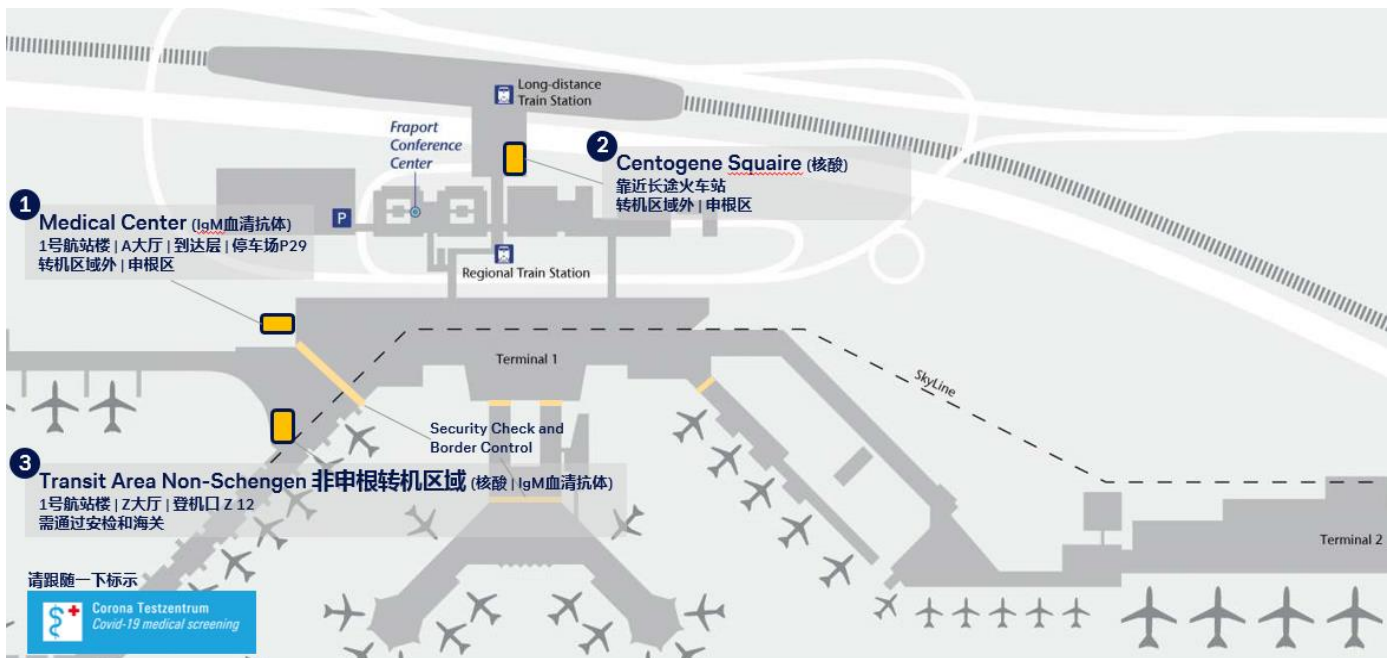 Long-distance
Train Station
Fraport
Conference
Center
2
Centogene Squaire (核酸)
靠近长途火车站
转机区域外 | 申根区
1
Medical Center (IgM血清抗体)
1号航站楼 | A大厅 | 到达层 | 停车场P29
转机区域外 | 申根区
P
Regional Train Station
Terminal 1
SkyLine
Security Check and
Border Control
3
Transit Area Non-Schengen 非申根转机区域 (核酸 | IgM血清抗体)
1号航站楼 | Z大厅 | 登机口 Z 12
需通过安检和海关
Terminal 2
请跟随一下标示
Corona Testzentrum
Covid-19 medical screening